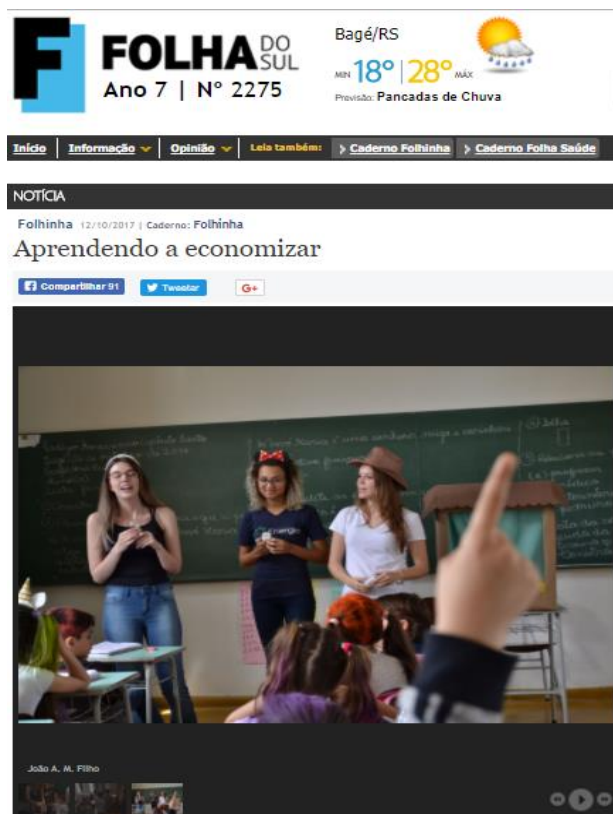 FOLHA DO SUL
Ano 7 | N° 2275
Bagé/RS
MIN 18° | 28° MÁX
Previsão: Pancadas de Chuva
Início | Informação | Opinião | Leia também: > Caderno Folhinha > Caderno Folha Saúde
NOTÍCIA
Folhinha 12/10/2017 | Caderno: Folhinha
Aprendendo a economizar
Compartilhar 91 Tweetar G+
João A. M. Filho